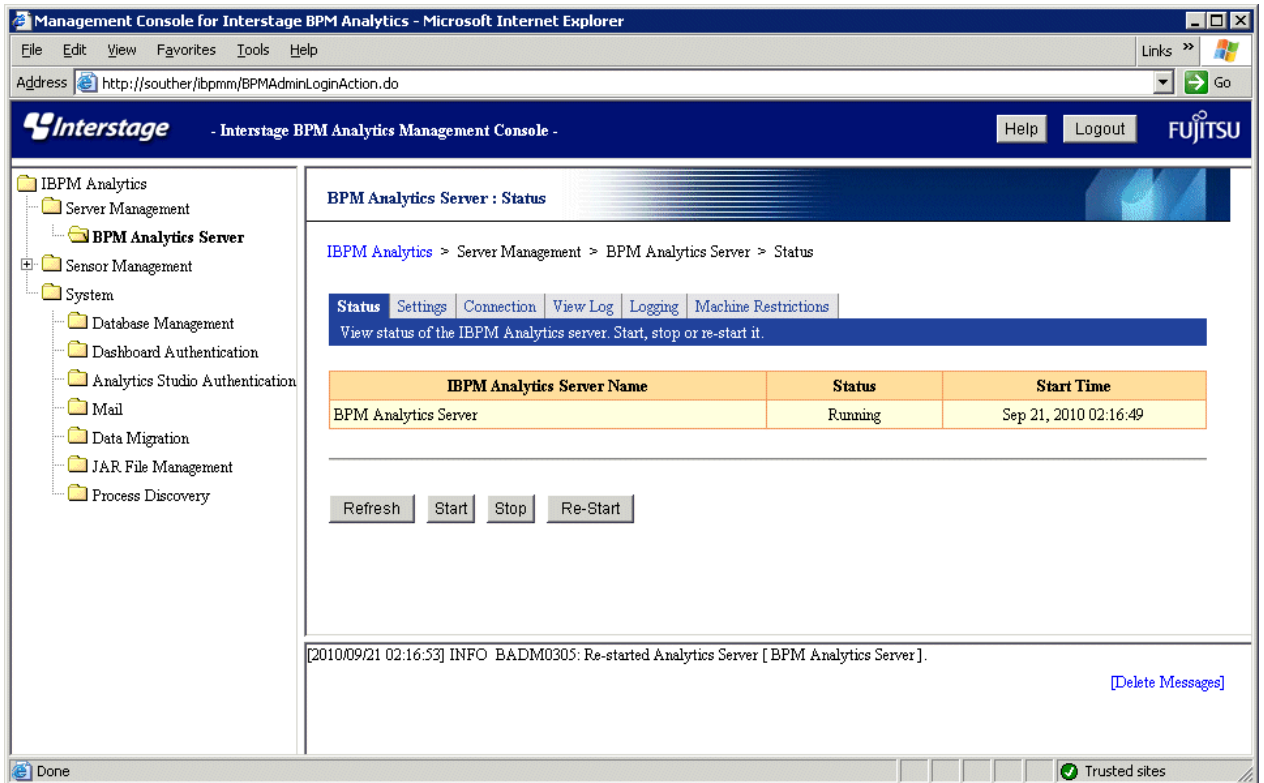 Management Console for Interstage BPM Analytics - Microsoft Internet Explorer
File Edit View Favorites Tools Help
Links »
Address http://souther/ibpmm/BPMAdminLoginAction.do
Go
Interstage
- Interstage BPM Analytics Management Console -
Help
Logout
FUJITSU
IBPM Analytics
Server Management
BPM Analytics Server
Sensor Management
System
Database Management
Dashboard Authentication
Analytics Studio Authentication
Mail
Data Migration
JAR File Management
Process Discovery
BPM Analytics Server : Status
IBPM Analytics > Server Management > BPM Analytics Server > Status
Status Settings Connection View Log Logging Machine Restrictions
View status of the IBPM Analytics server. Start, stop or re-start it.
IBPM Analytics Server Name Status Start Time
BPM Analytics Server Running Sep 21, 2010 02:16:49
Refresh Start Stop Re-Start
[2010/09/21 02:16:53] INFO BADM0305: Re-started Analytics Server [ BPM Analytics Server ].
[Delete Messages]
Done
Trusted sites